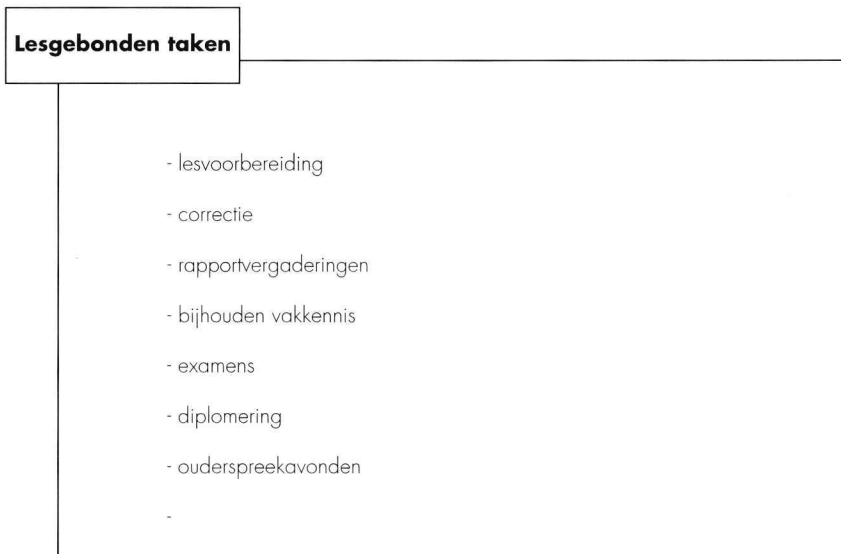 Lesgebonden taken
- lesvoorbereiding
- correctie
- rapportvergaderingen
- bijhouden vakkennis
- examens
- diplomering
- ouderspreekavonden
-